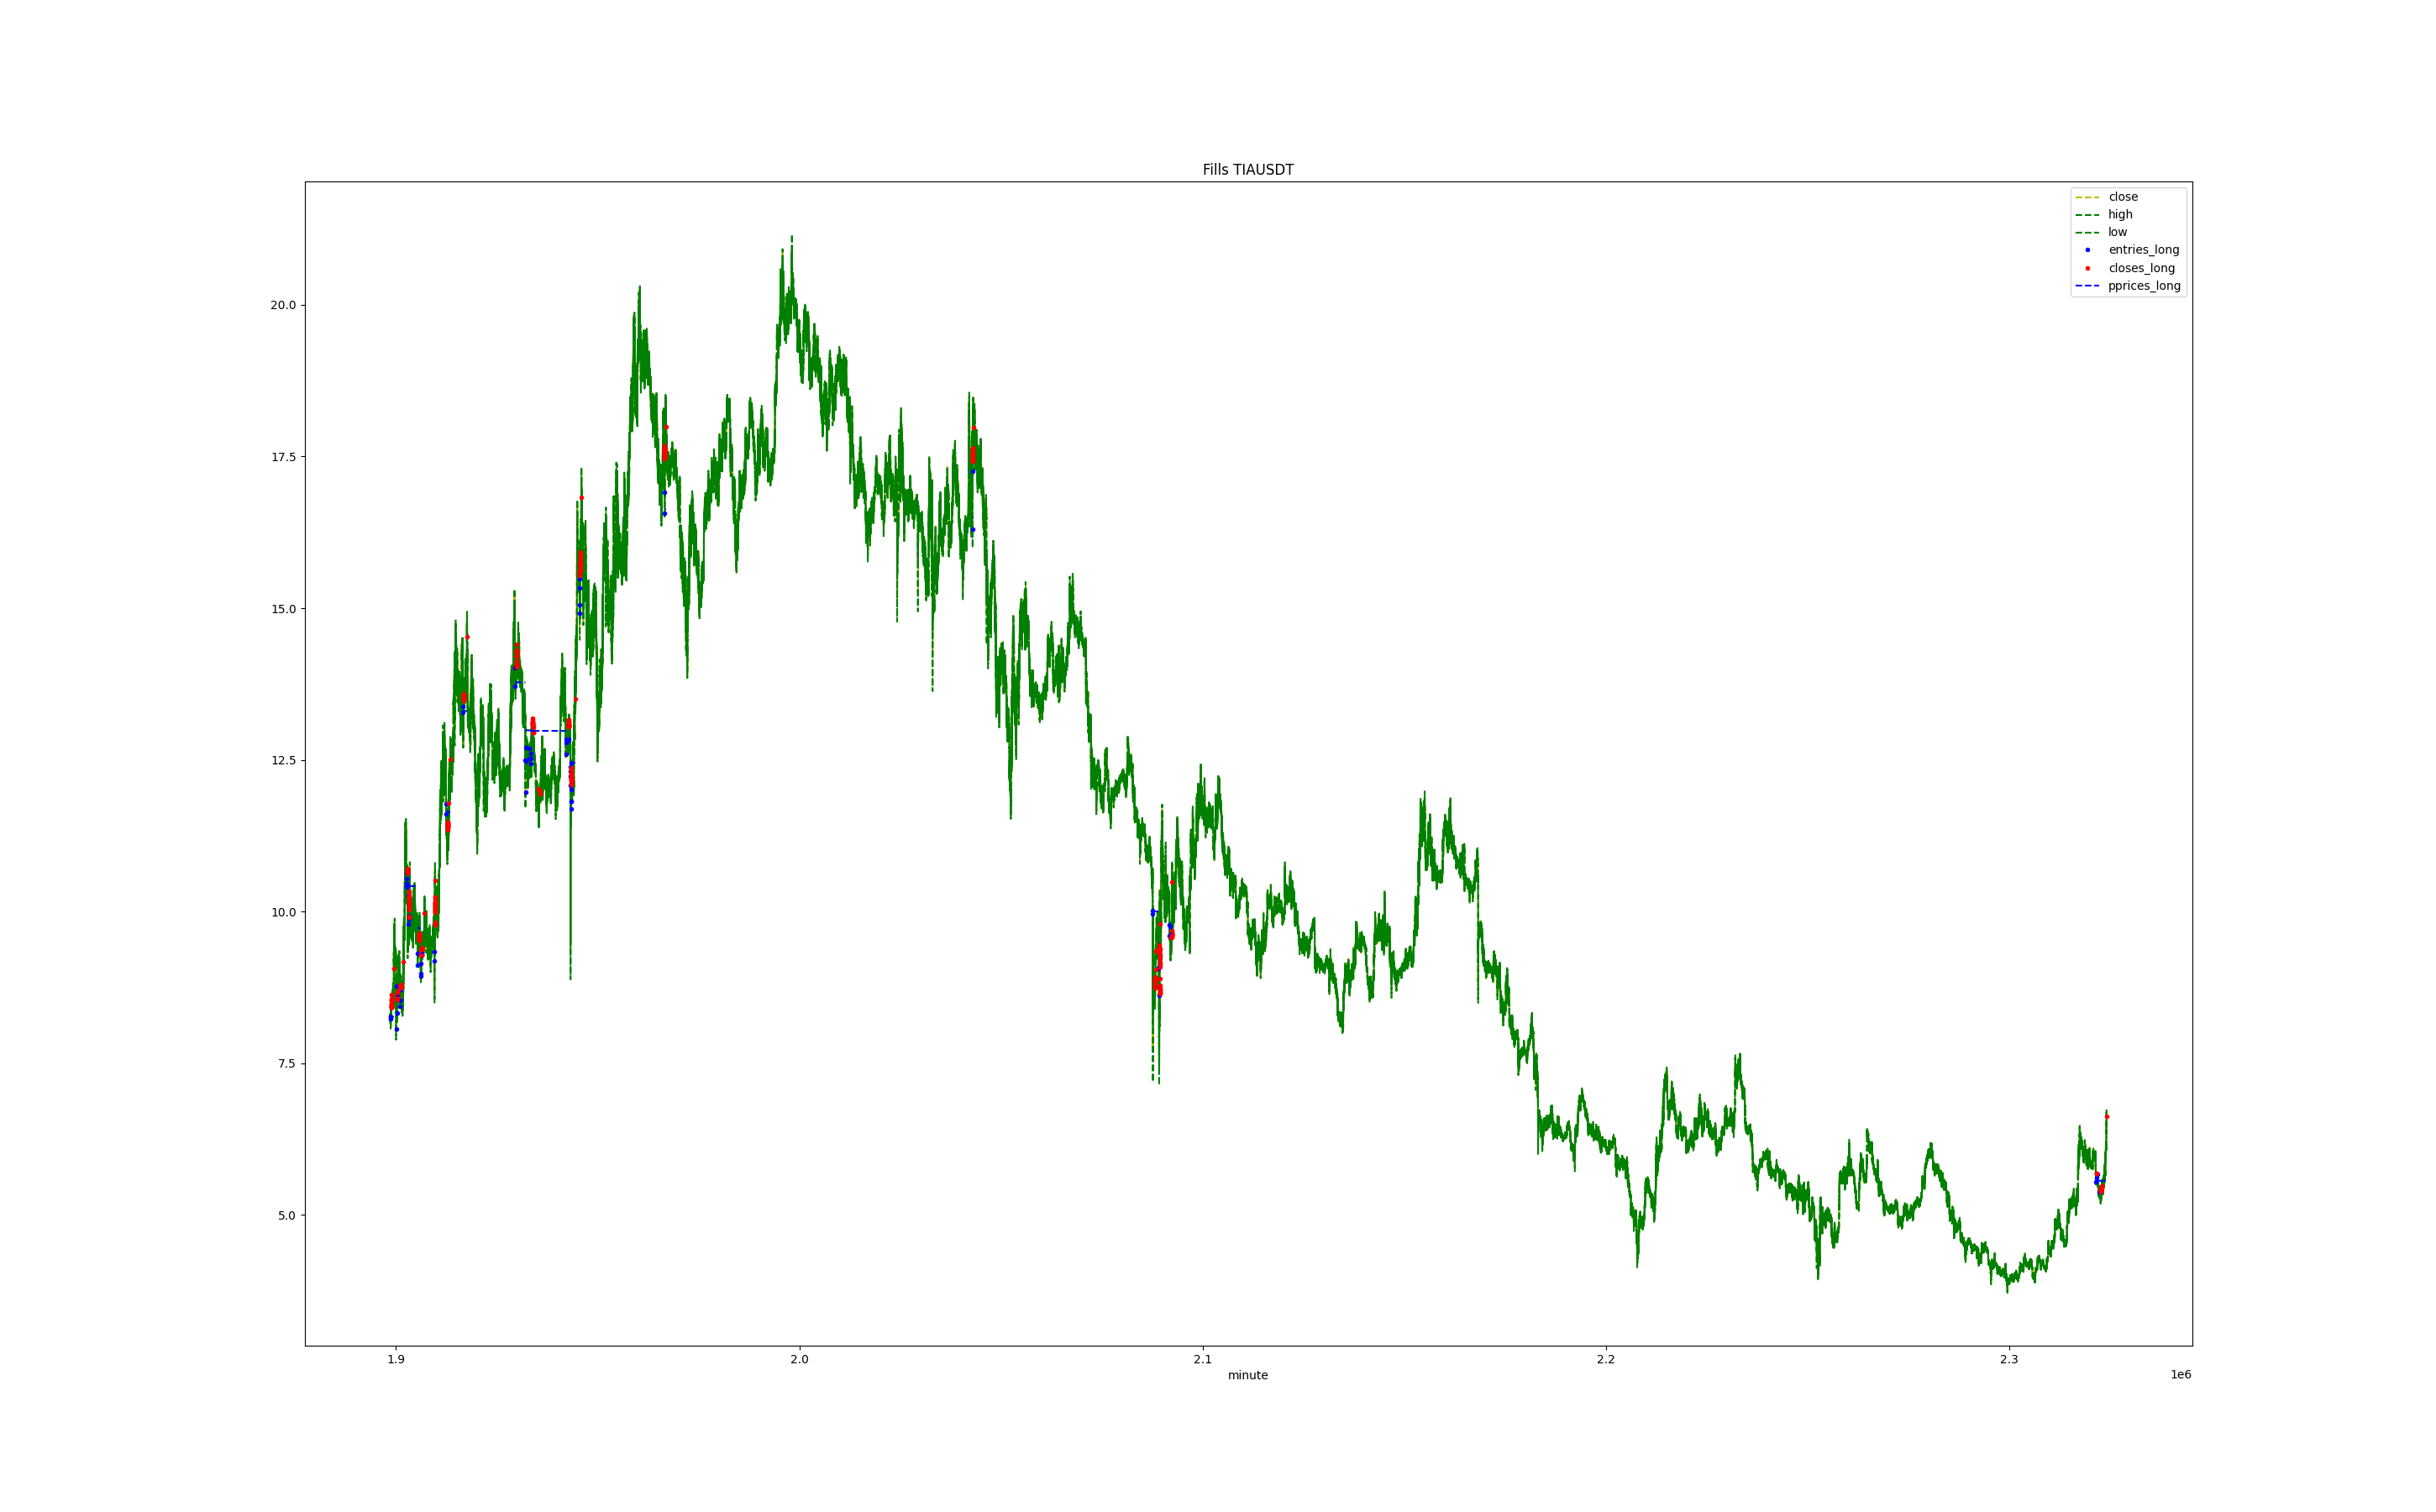 Fills TIAUSDT
close
high
low
entries_long
closes_long
pprices_long
20.0
17.5
15.0
12.5
10.0
7.5
5.0
1.9
2.0
2.1
2.2
2.3
minute
1e6